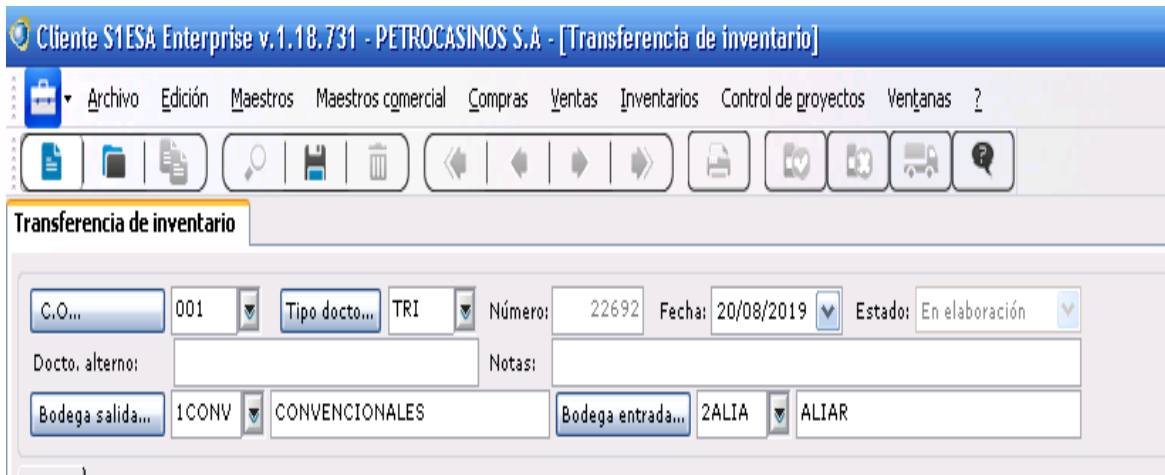 Cliente S1ESA Enterprise v.1.18.731 - PETROCASINOS S.A - [Transferencia de inventario]
Archivo Edición Maestros Maestros comercial Compras Ventas Inventarios Control de proyectos Ventanas ?
Transferencia de inventario
C.O... 001 Tipo docto... TRI Número: 22692 Fecha: 20/08/2019 Estado: En elaboración
Docto. alterno: Notas:
Bodega salida... 1CONV CONVENCIONALES Bodega entrada... 2ALIA ALIAR